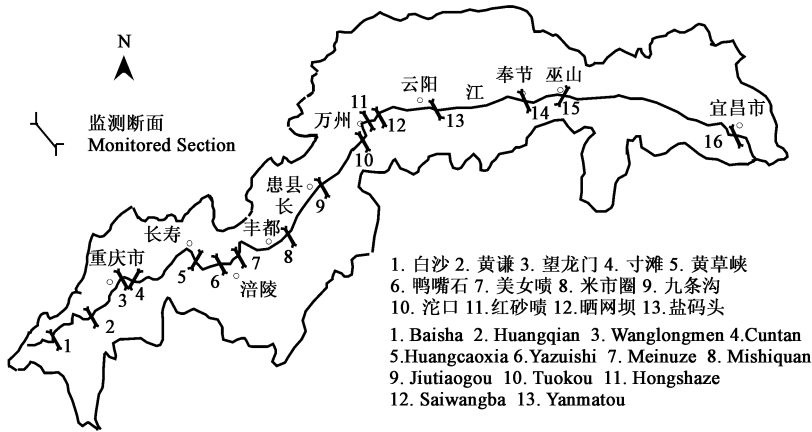 N
监测断面
Monitored Section
云阳
江
奉节
巫山
宜昌市
万州
11
12
13
14
15
16
10
患县
长
9
长寿
丰都
重庆市
5
6
7
8
涪陵
3
4
2
1
1. 白沙 2. 黄谦 3. 望龙门 4. 寸滩 5. 黄草峡
6. 鸭嘴石 7. 美女啧 8. 米市圈 9. 九条沟
10. 沱口 11.红砂啧 12.晒网坝 13.盐码头
1. Baisha 2. Huangqian 3. Wanglongmen 4.Cuntan
5.Huangcaoxia 6.Yazuishi 7. Meinuze 8. Mishiquan
9. Jiutiaogou 10. Tuokou 11. Hongshaze
12. Saiwangba 13. Yanmatou